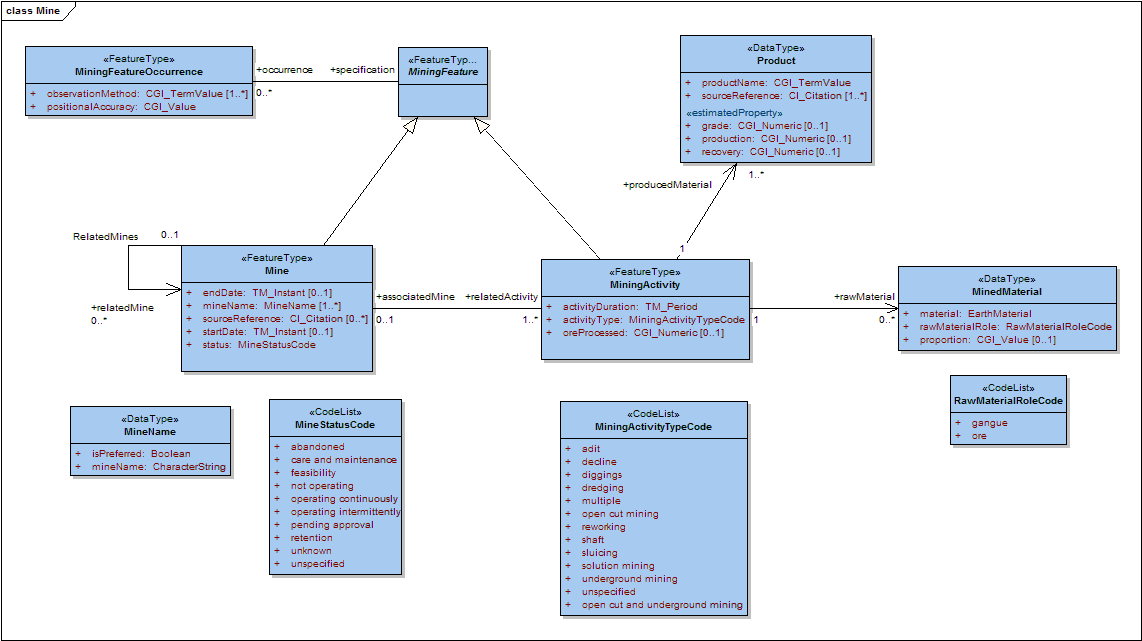 class Mine
«FeatureType»
MiningFeatureOccurrence
+ observationMethod: CGI_TermValue [1..*]
+ positionalAccuracy: CGI_Value
+occurrence
+specification
0..*
«FeatureTyp...
MiningFeature
«DataType»
Product
+ productName: CGI_TermValue
+ sourceReference: CI_Citation [1..*]
«estimatedProperty»
+ grade: CGI_Numeric [0..1]
+ production: CGI_Numeric [0..1]
+ recovery: CGI_Numeric [0..1]
+producedMaterial
1..*
1
RelatedMines
0..1
+relatedMine
0..*
«FeatureType»
Mine
+ endDate: TM_Instant [0..1]
+ mineName: MineName [1..*]
+ sourceReference: CI_Citation [0..*]
+ startDate: TM_Instant [0..1]
+ status: MineStatusCode
+associatedMine
+relatedActivity
0..1
1..*
«FeatureType»
MiningActivity
+ activityDuration: TM_Period
+ activityType: MiningActivityTypeCode
+ oreProcessed: CGI_Numeric [0..1]
+rawMaterial
1
0..*
«DataType»
MinedMaterial
+ material: EarthMaterial
+ rawMaterialRole: RawMaterialRoleCode
+ proportion: CGI_Value [0..1]
«DataType»
MineName
+ isPreferred: Boolean
+ mineName: CharacterString
«CodeList»
MineStatusCode
+ abandoned
+ care and maintenance
+ feasibility
+ not operating
+ operating continuously
+ operating intermittently
+ pending approval
+ retention
+ unknown
+ unspecified
«CodeList»
MiningActivityTypeCode
+ adit
+ decline
+ diggings
+ dredging
+ multiple
+ open cut mining
+ reworking
+ shaft
+ sluicing
+ solution mining
+ underground mining
+ unspecified
+ open cut and underground mining
«CodeList»
RawMaterialRoleCode
+ gangue
+ ore